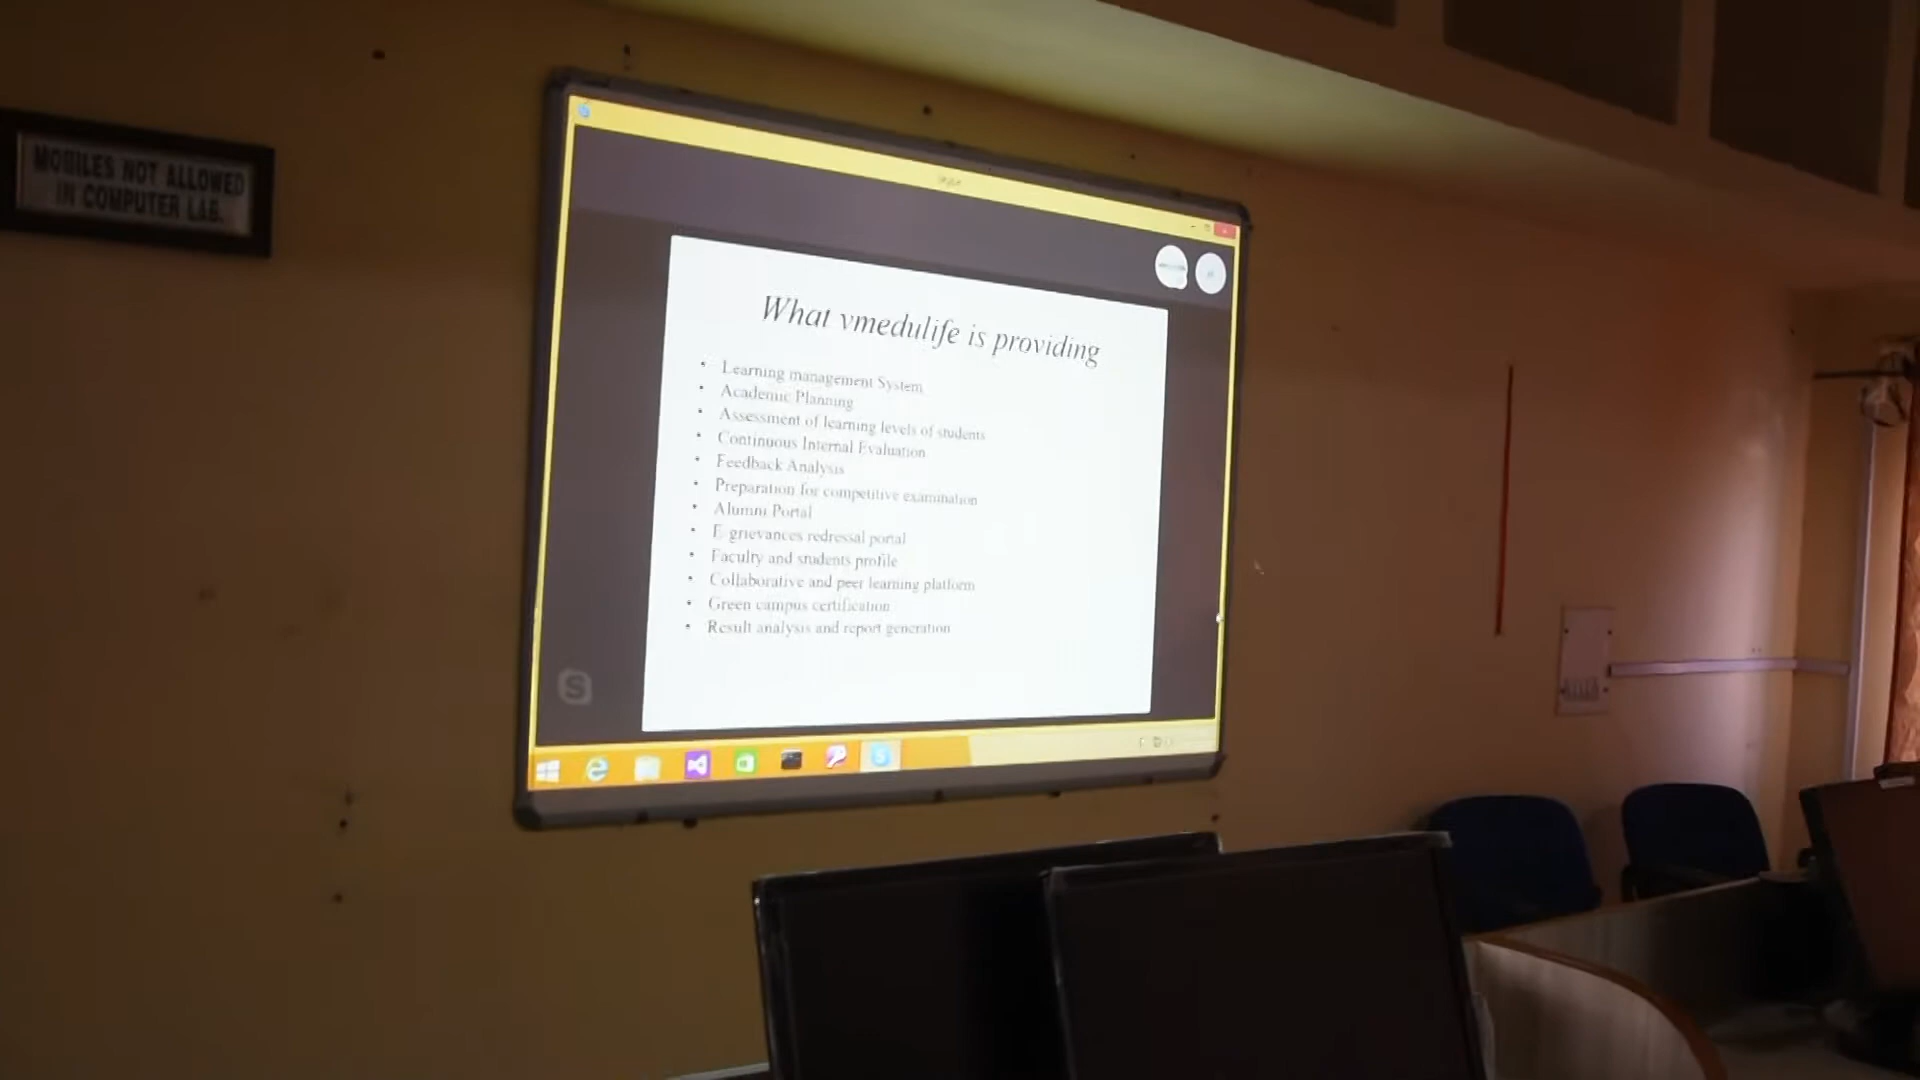 MOBILES NOT ALLOWED
IN COMPUTER LAB.
What vmedulife is providing
• Learning management System
• Academic Planning
• Assessment of learning levels of students
• Continuous Internal Evaluation
• Feedback Analysis
• Preparation for competitive examination
• Alumni Portal
• E grievances redressal portal
• Faculty and students profile
• Collaborative and peer learning platform
• Green campus certification
• Result analysis and report generation